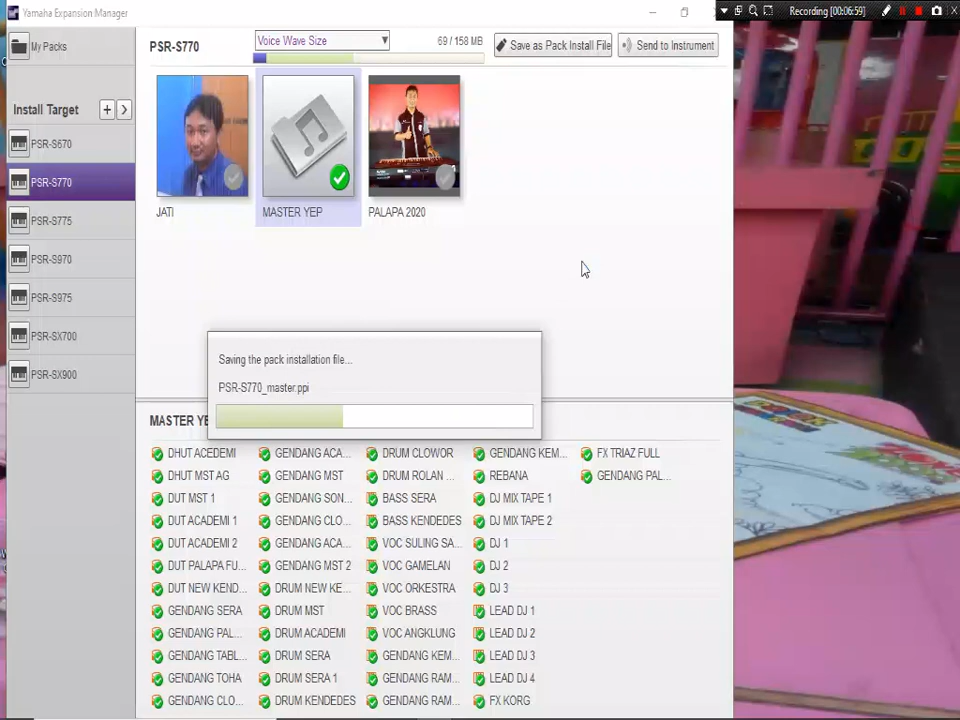 Yamaha Expansion Manager
Recording [00:06:59]
My Packs
Install Target
PSR-S670
PSR-S770
PSR-S775
PSR-S970
PSR-S975
PSR-SX700
PSR-SX900
PSR-S770
Voice Wave Size
69 / 158 MB
Save as Pack Install File
Send to Instrument
JATI
MASTER YEP
PALAPA 2020
Saving the pack installation file...
PSR-S770_master.ppi
MASTER YE
DHUT ACEDEMI
GENDANG ACA...
DRUM CLOWOR
GENDANG KEM...
FX TRIAZ FULL
DHUT MST AG
GENDANG MST
DRUM ROLAN ...
REBANA
GENDANG PAL...
DUT MST 1
GENDANG SON...
BASS SERA
DJ MIX TAPE 1
DUT ACADEMI 1
GENDANG CLO...
BASS KENDEDES
DJ MIX TAPE 2
DUT ACADEMI 2
GENDANG ACA...
VOC SULING SA...
DJ 1
DUT PALAPA FU...
GENDANG MST 2
VOC GAMELAN
DJ 2
DUT NEW KEND...
DRUM NEW KE...
VOC ORKESTRA
DJ 3
GENDANG SERA
DRUM MST
VOC BRASS
LEAD DJ 1
GENDANG PAL...
DRUM ACADEMI
VOC ANGKLUNG
LEAD DJ 2
GENDANG TABL...
DRUM SERA
GENDANG KEM...
LEAD DJ 3
GENDANG TOHA
DRUM SERA 1
GENDANG RAM...
LEAD DJ 4
GENDANG CLO...
DRUM KENDEDES
GENDANG RAM...
FX KORG